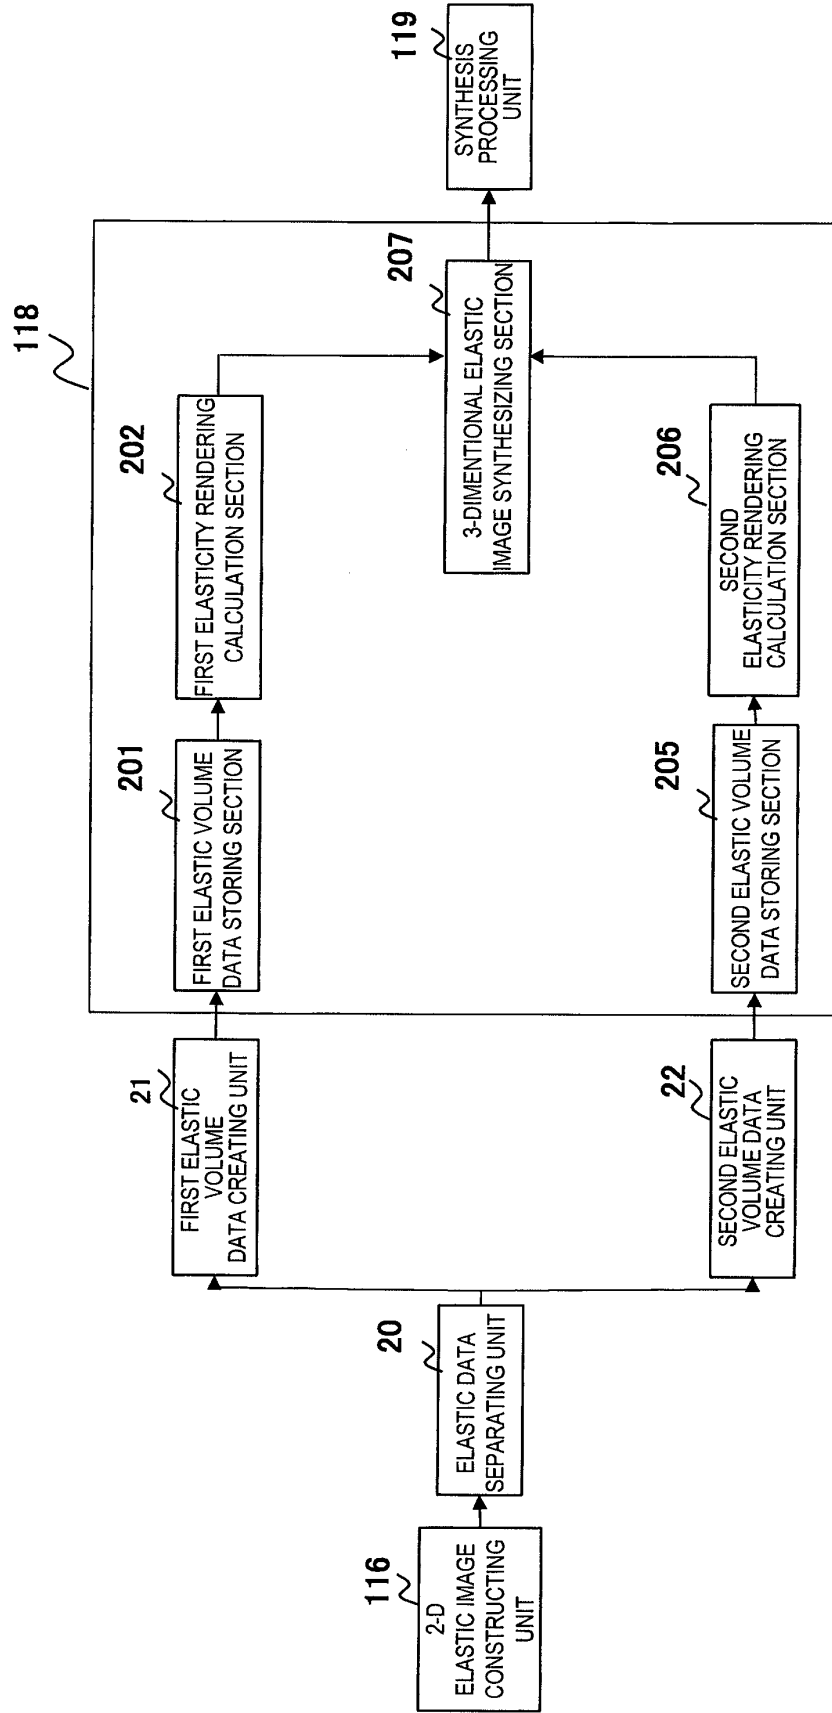 116
2-D
ELASTIC IMAGE
CONSTRUCTING
UNIT
20
ELASTIC DATA
SEPARATING UNIT
21
FIRST ELASTIC
VOLUME
DATA CREATING UNIT
22
SECOND ELASTIC
VOLUME DATA
CREATING UNIT
118
201
FIRST ELASTIC VOLUME
DATA STORING SECTION
202
FIRST ELASTICITY RENDERING
CALCULATION SECTION
205
SECOND ELASTIC VOLUME
DATA STORING SECTION
206
SECOND
ELASTICITY RENDERING
CALCULATION SECTION
207
3-DIMENTIONAL ELASTIC
IMAGE SYNTHESIZING SECTION
119
SYNTHESIS
PROCESSING
UNIT